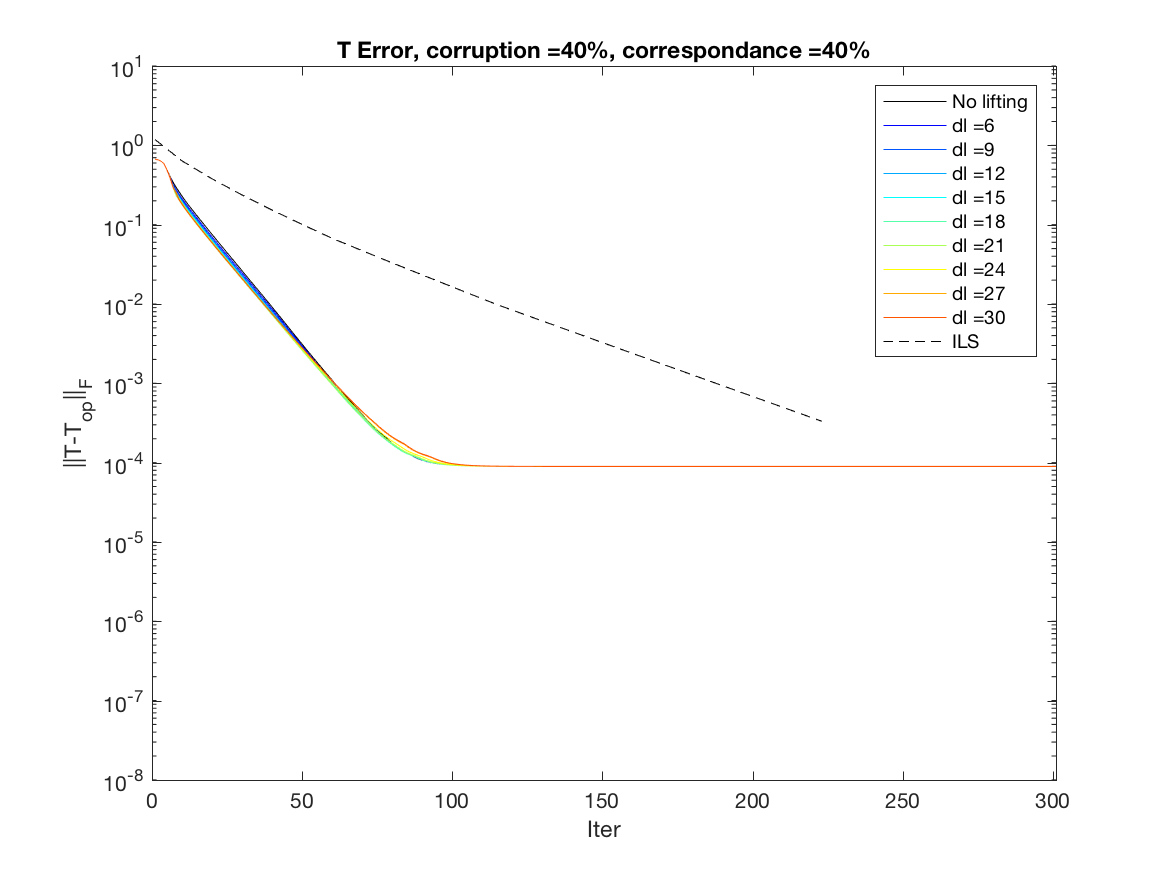 T Error, corruption =40%, correspondance =40%
10^1
10^0
10^-1
10^-2
10^-3
10^-4
10^-5
10^-6
10^-7
10^-8
||T-T_op||_F
0 50 100 150 200 250 300
Iter
No lifting
dl =6
dl =9
dl =12
dl =15
dl =18
dl =21
dl =24
dl =27
dl =30
ILS